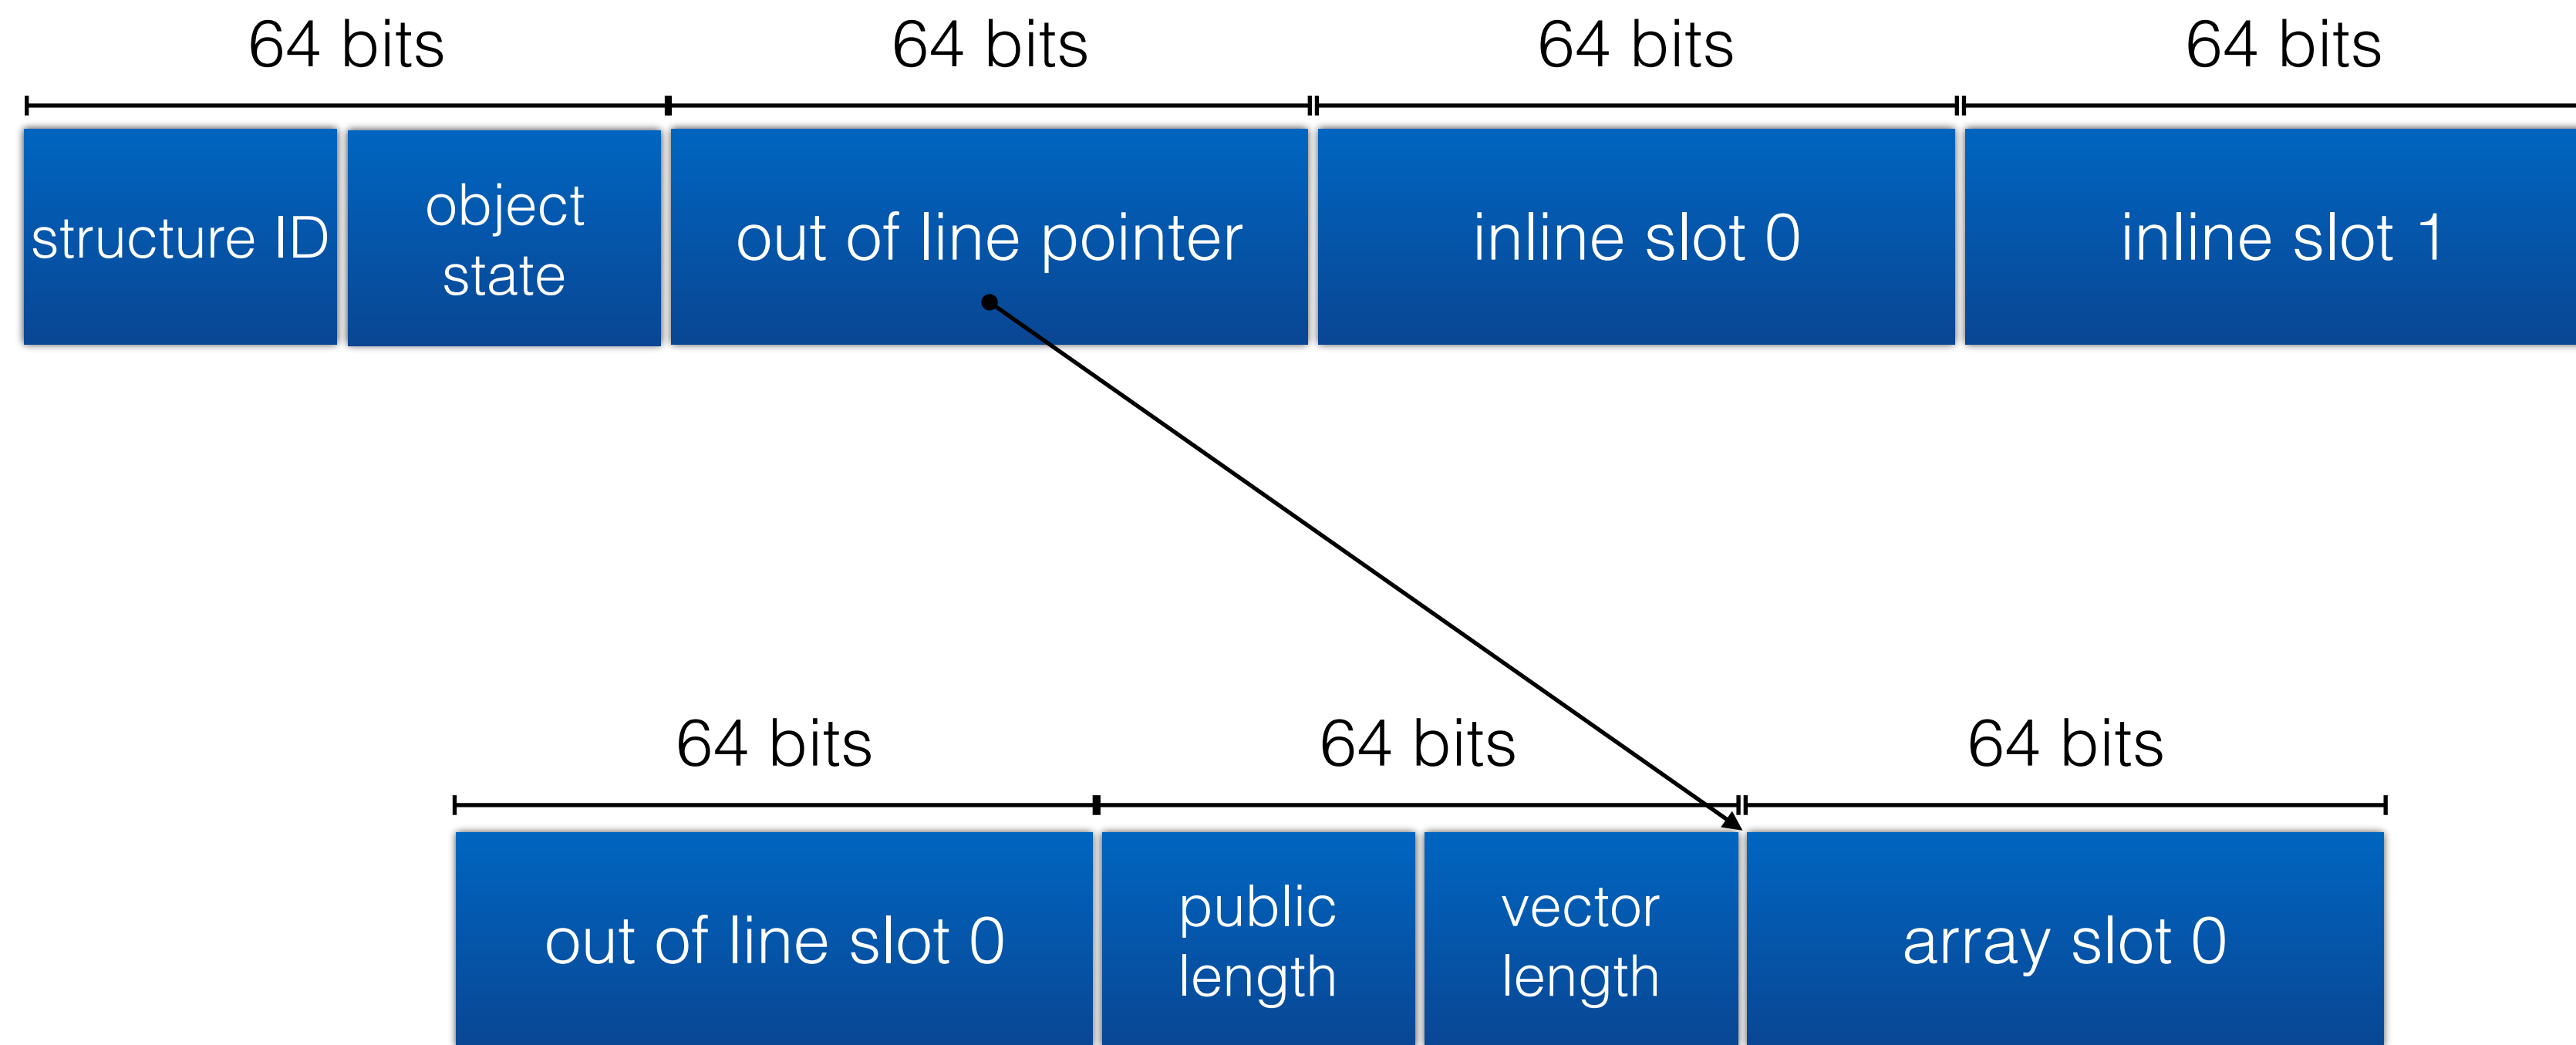 64 bits 64 bits 64 bits 64 bits
structure ID
object
state
out of line pointer
inline slot 0
inline slot 1
64 bits 64 bits 64 bits
out of line slot 0
public
length
vector
length
array slot 0